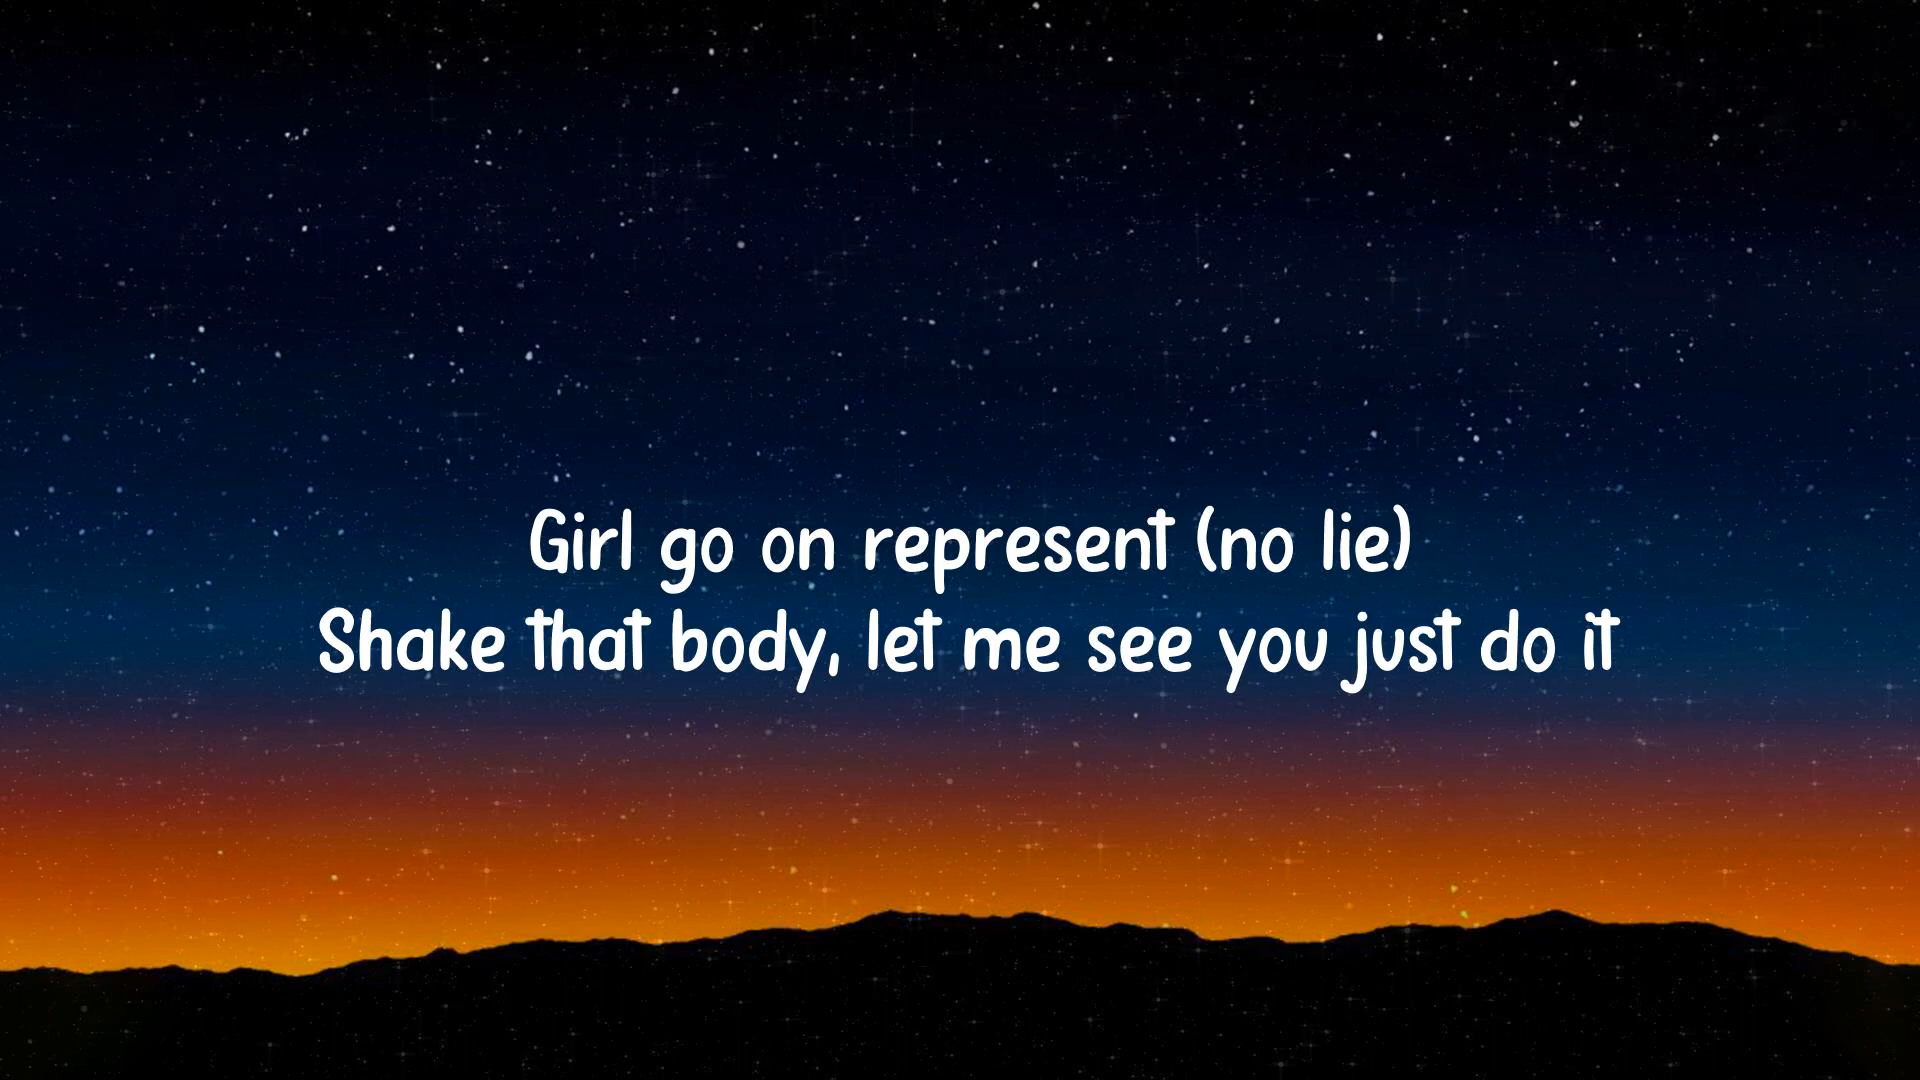 Girl go on represent (no lie)
Shake that body, let me see you just do it